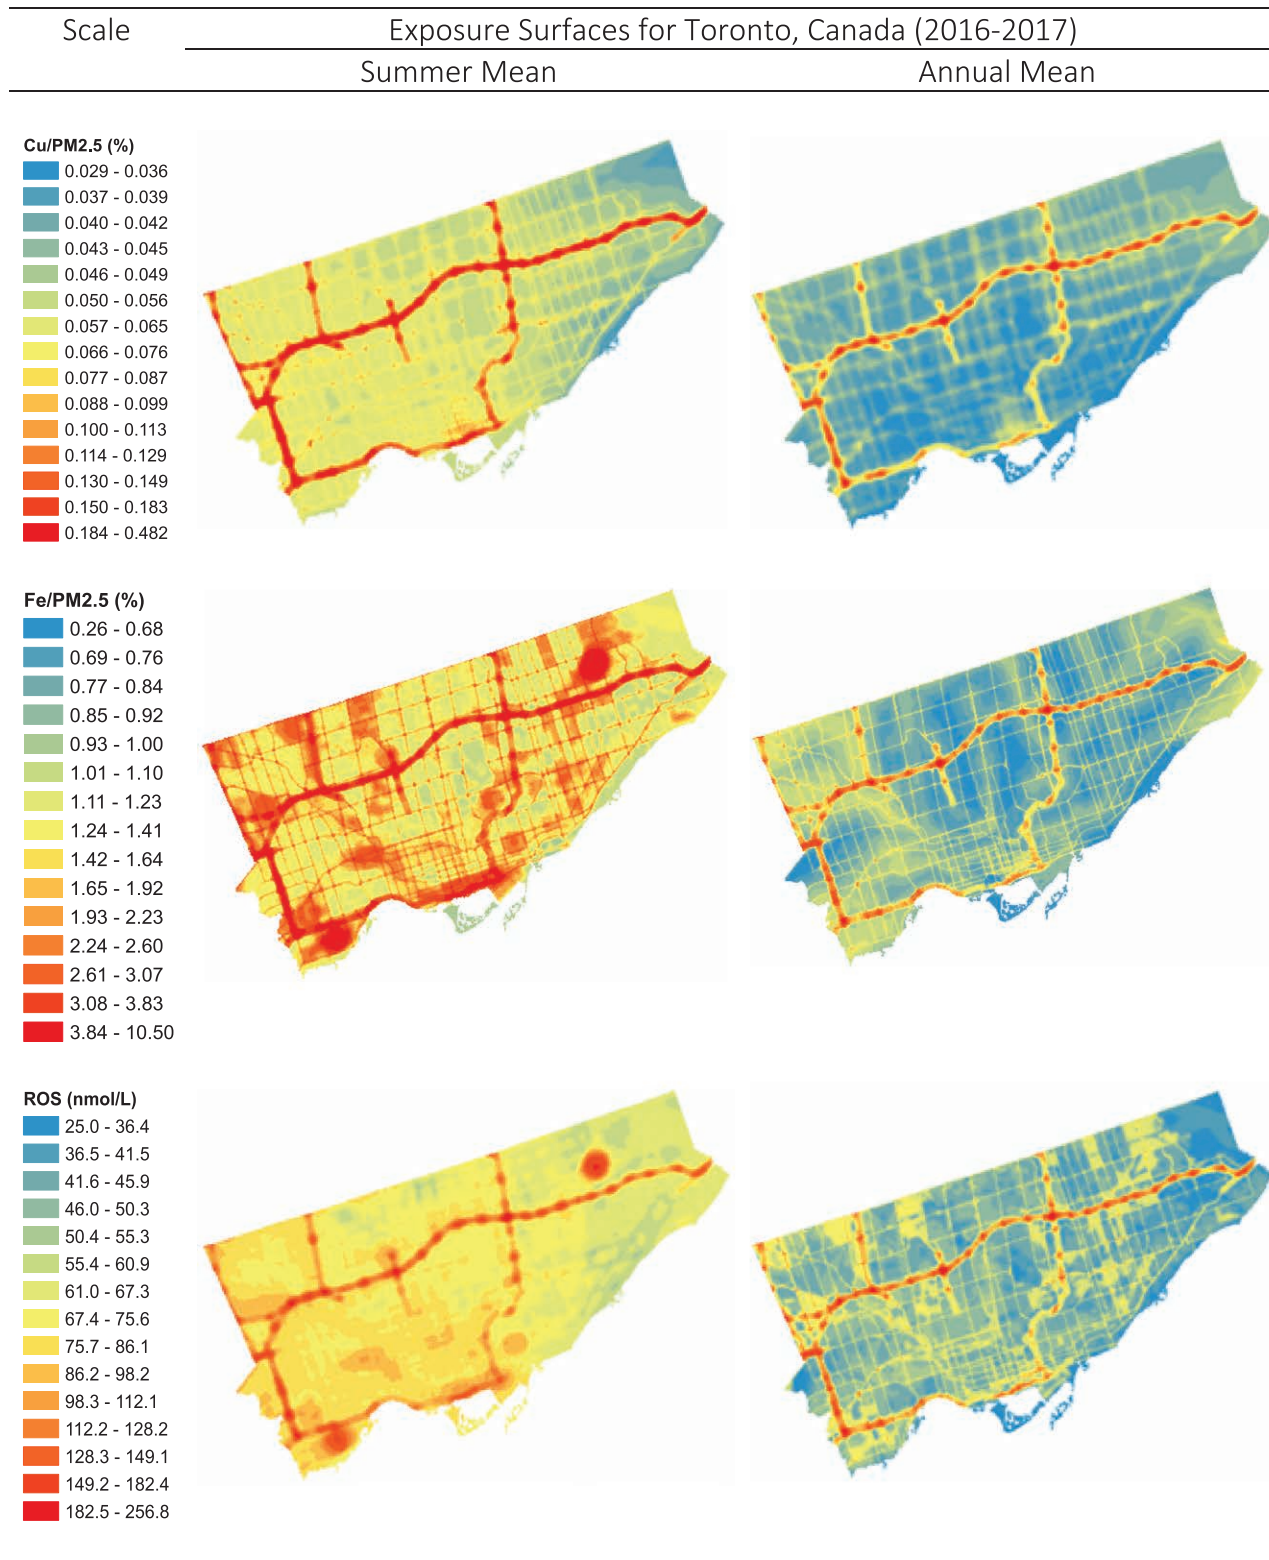 Scale
Exposure Surfaces for Toronto, Canada (2016-2017)
Summer Mean
Annual Mean
Cu/PM2.5 (%)
0.029 - 0.036
0.037 - 0.039
0.040 - 0.042
0.043 - 0.045
0.046 - 0.049
0.050 - 0.056
0.057 - 0.065
0.066 - 0.076
0.077 - 0.087
0.088 - 0.099
0.100 - 0.113
0.114 - 0.129
0.130 - 0.149
0.150 - 0.183
0.184 - 0.482
Fe/PM2.5 (%)
0.26 - 0.68
0.69 - 0.76
0.77 - 0.84
0.85 - 0.92
0.93 - 1.00
1.01 - 1.10
1.11 - 1.23
1.24 - 1.41
1.42 - 1.64
1.65 - 1.92
1.93 - 2.23
2.24 - 2.60
2.61 - 3.07
3.08 - 3.83
3.84 - 10.50
ROS (nmol/L)
25.0 - 36.4
36.5 - 41.5
41.6 - 45.9
46.0 - 50.3
50.4 - 55.3
55.4 - 60.9
61.0 - 67.3
67.4 - 75.6
75.7 - 86.1
86.2 - 98.2
98.3 - 112.1
112.2 - 128.2
128.3 - 149.1
149.2 - 182.4
182.5 - 256.8